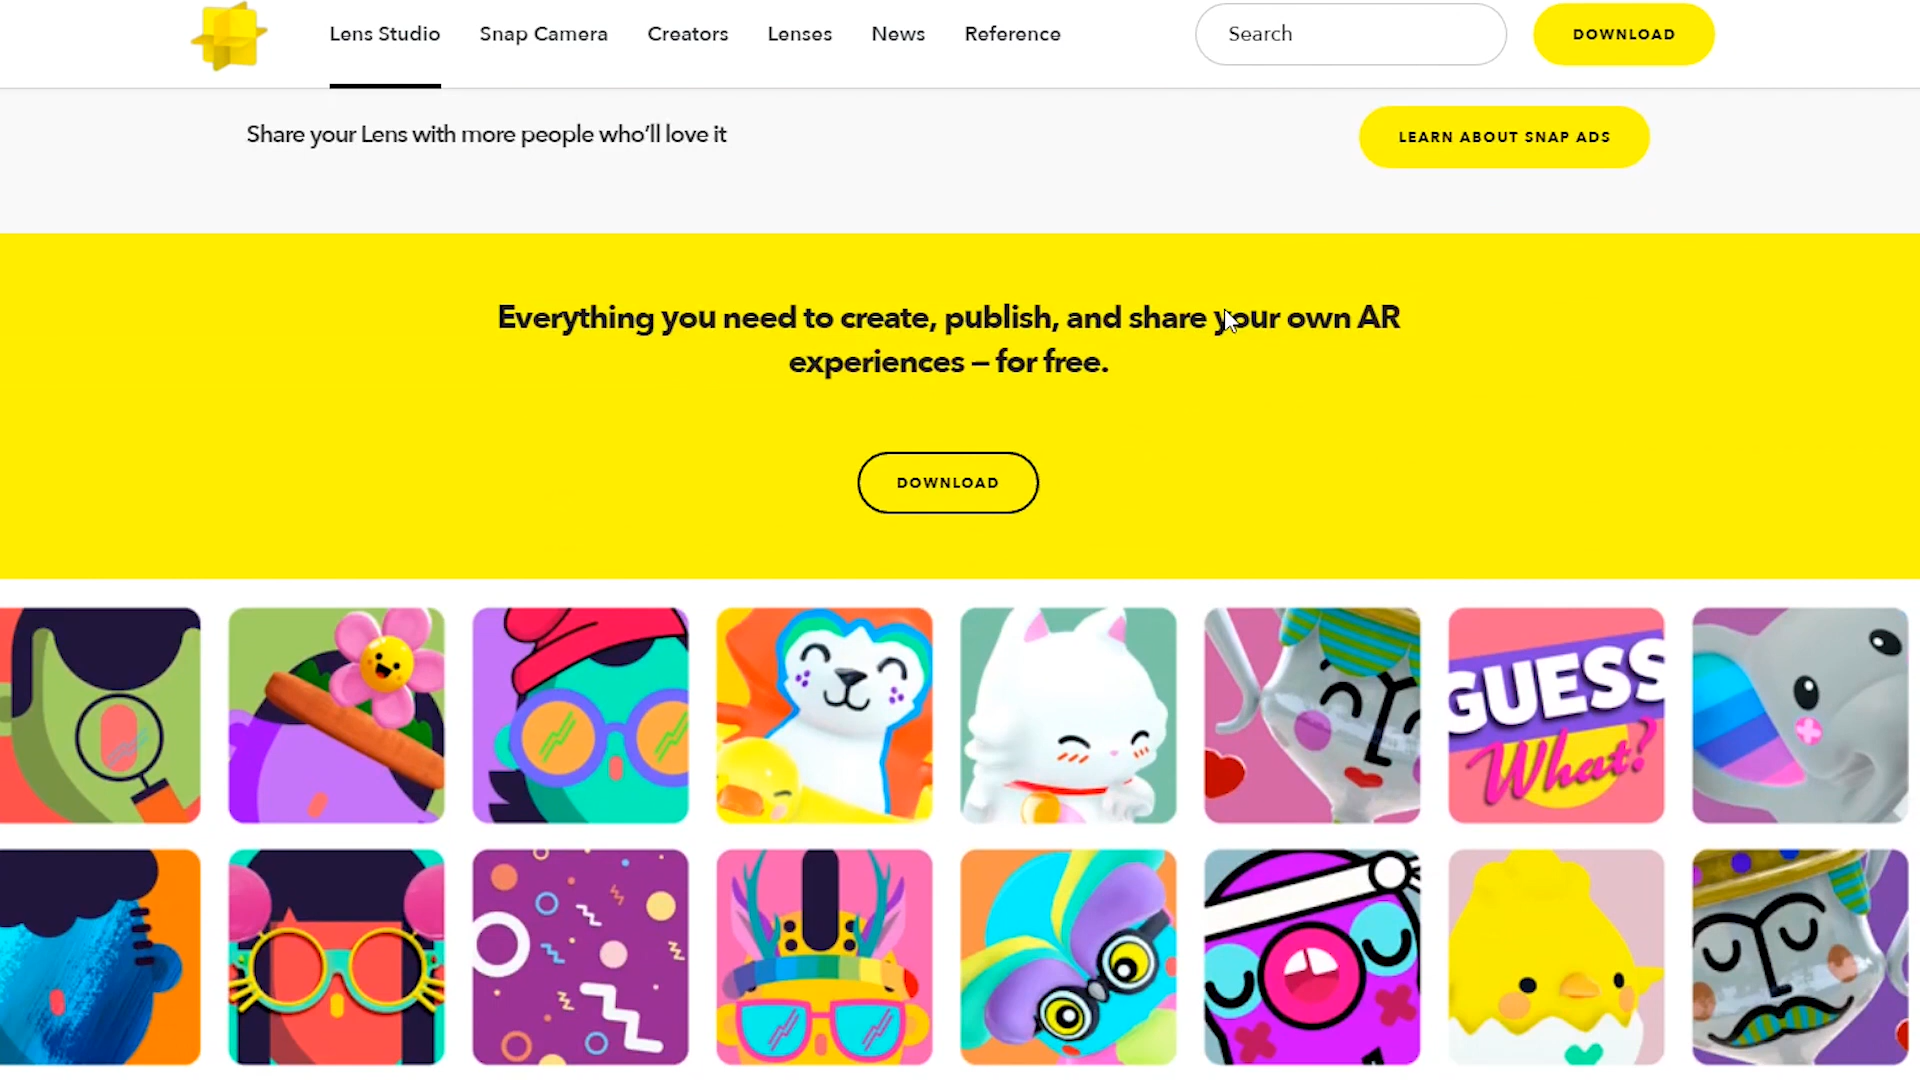 Lens Studio Snap Camera Creators Lenses News Reference Search DOWNLOAD
Share your Lens with more people who'll love it LEARN ABOUT SNAP ADS
Everything you need to create, publish, and share your own AR
experiences – for free.
DOWNLOAD
GUESS
What?